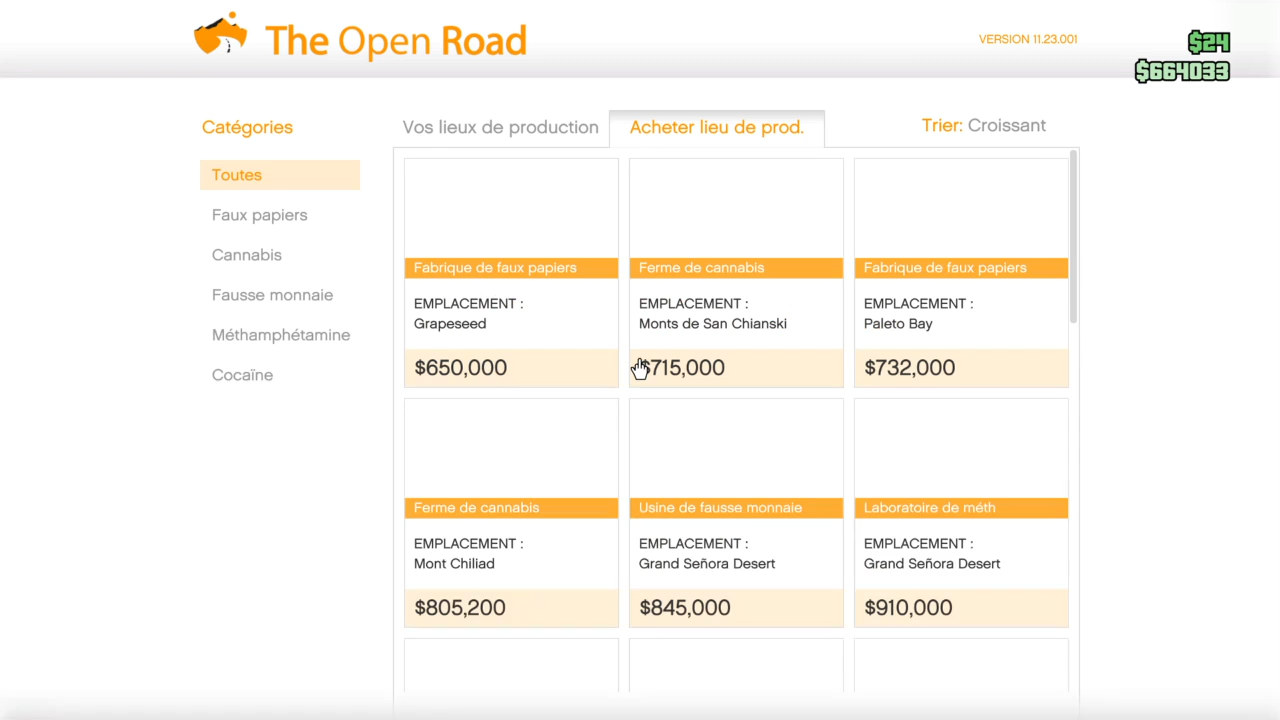 The Open Road
VERSION 11.23.001
$24
$664033
Catégories
Toutes
Faux papiers
Cannabis
Fausse monnaie
Méthamphétamine
Cocaïne
Vos lieux de production
Acheter lieu de prod.
Trier: Croissant
Fabrique de faux papiers
EMPLACEMENT :
Grapeseed
$650,000
Ferme de cannabis
EMPLACEMENT :
Monts de San Chianski
$715,000
Fabrique de faux papiers
EMPLACEMENT :
Paleto Bay
$732,000
Ferme de cannabis
EMPLACEMENT :
Mont Chiliad
$805,200
Usine de fausse monnaie
EMPLACEMENT :
Grand Señora Desert
$845,000
Laboratoire de méth
EMPLACEMENT :
Grand Señora Desert
$910,000